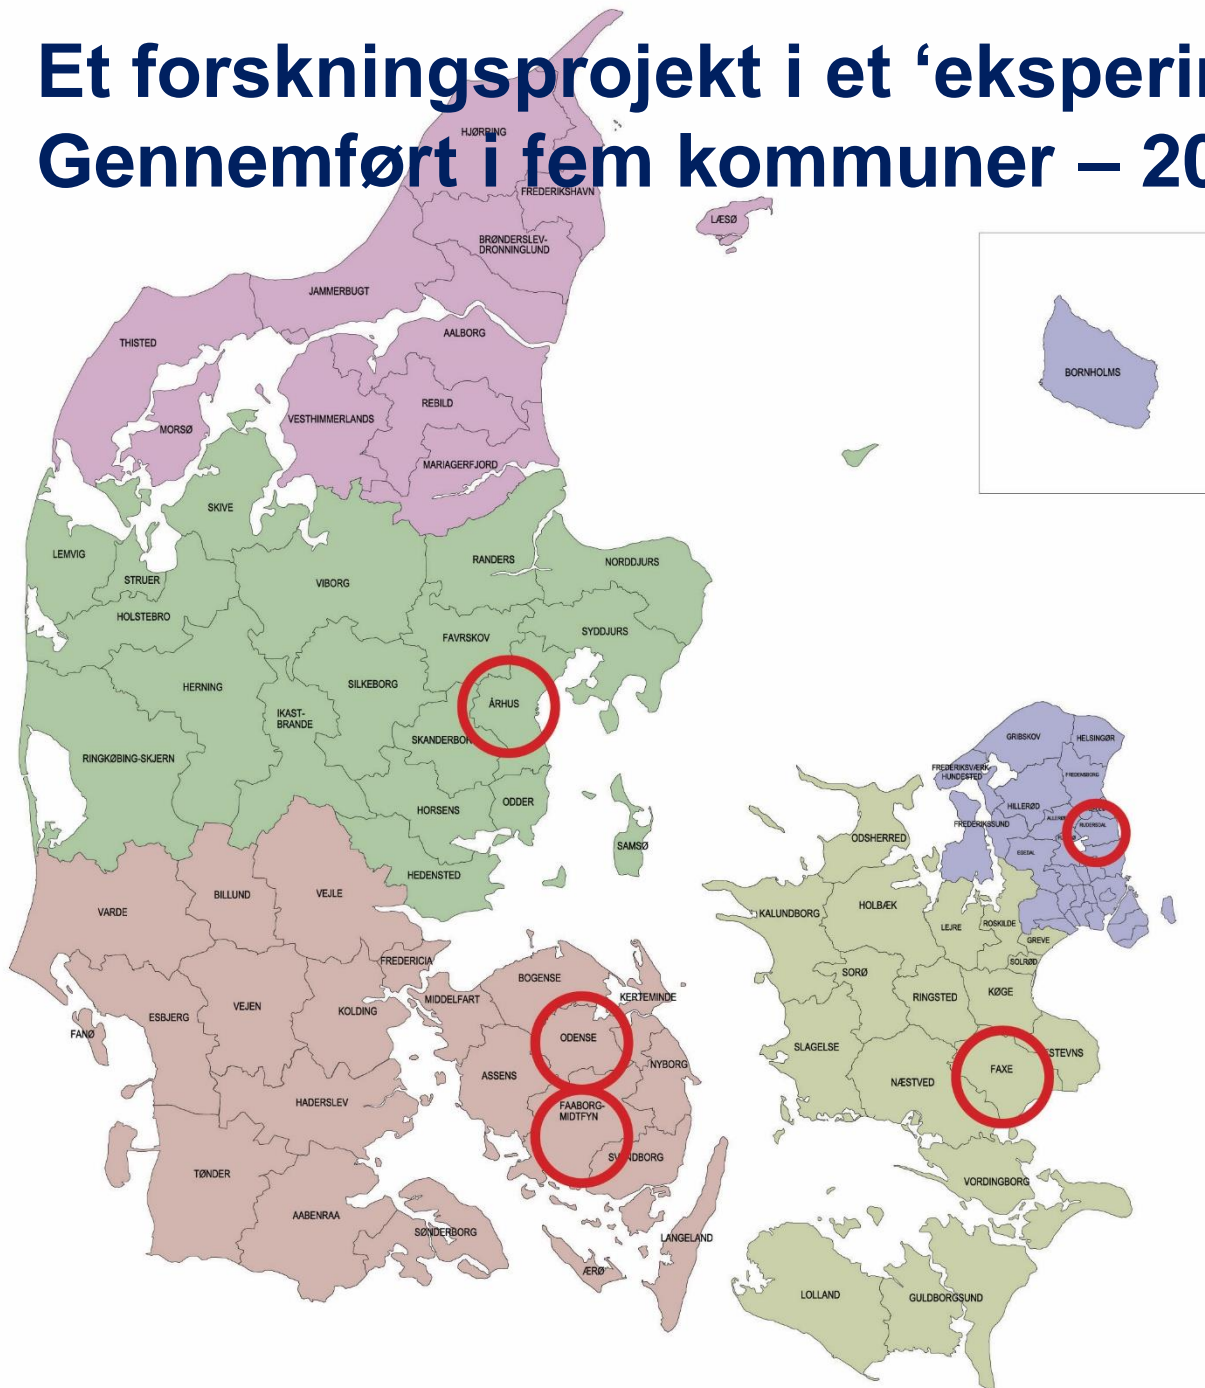 Et forskningsprojekt i et ‘eksperi
Gennemført i fem kommuner – 20
HJØRRING
FREDERIKSHAVN
LÆSØ
BRØNDERSLEV-
DRONNINGLUND
JAMMERBUGT
AALBORG
THISTED
BORNHOLMS
REBILD
VESTHIMMERLANDS
MORSØ
MARIAGERFJORD
SKIVE
LEMVIG
RANDERS
NORDDJURS
STRUER
VIBORG
HOLSTEBRO
SYDDJURS
FAVRSKOV
HERNING
SILKEBORG
ÅRHUS
IKAST-
BRANDE
SKANDERBOR
RINGKØBING-SKJERN
HORSENS
ODDER
SAMSØ
HEDENSTED
GRIBSKOV
HELSINGØR
FREDERIKSVÆRK-
HUNDESTED
FREDENSBORG
HILLERØD
FREDERIKSSUND
RUDERSDAL
EGEDAL
ODSHERRED
BILLUND
VEJLE
VARDE
KALUNDBORG
HOLBÆK
LEJRE
ROSKILDE
GREVE
SOLRØD
FREDERICIA
BOGENSE
MIDDELFART
KERTEMINDE
SORØ
RINGSTED
KØGE
ESBJERG
VEJEN
KOLDING
FANØ
ODENSE
SLAGELSE
STEVNS
NYBORG
ASSENS
FAXE
NÆSTVED
HADERSLEV
FAABORG-
MIDTFYN
SVENDBORG
TØNDER
VORDINGBORG
AABENRAA
SØNDERBORG
LANGELAND
ÆRØ
LOLLAND
GULDBORGSUND